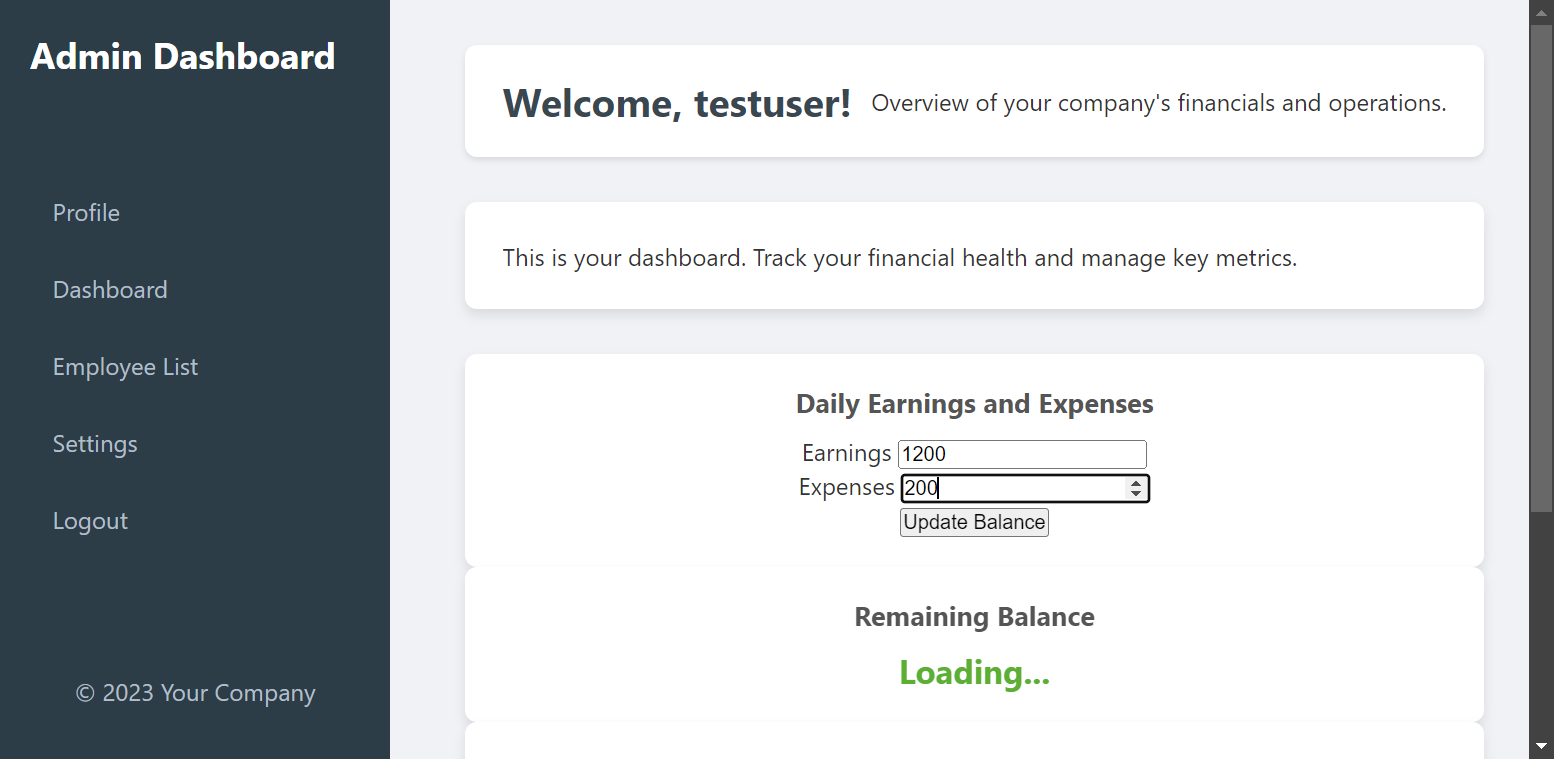 Admin Dashboard
Profile
Dashboard
Employee List
Settings
Logout
© 2023 Your Company
Welcome, testuser! Overview of your company's financials and operations.
This is your dashboard. Track your financial health and manage key metrics.
Daily Earnings and Expenses
Earnings 1200
Expenses 200
Update Balance
Remaining Balance
Loading...